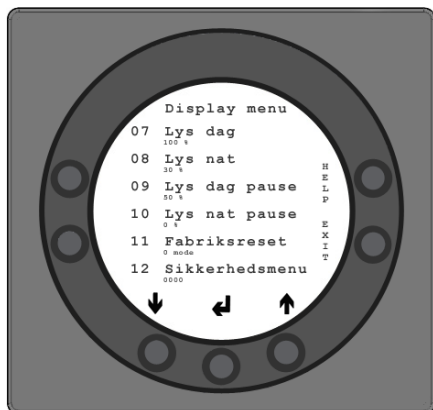 Display menu
07 Lys dag
100 %
08 Lys nat
30 %
09 Lys dag pause
50 %
10 Lys nat pause
0 %
11 Fabriksreset
0 mode
12 Sikkerhedsmenu
0000
HELP
EXIT